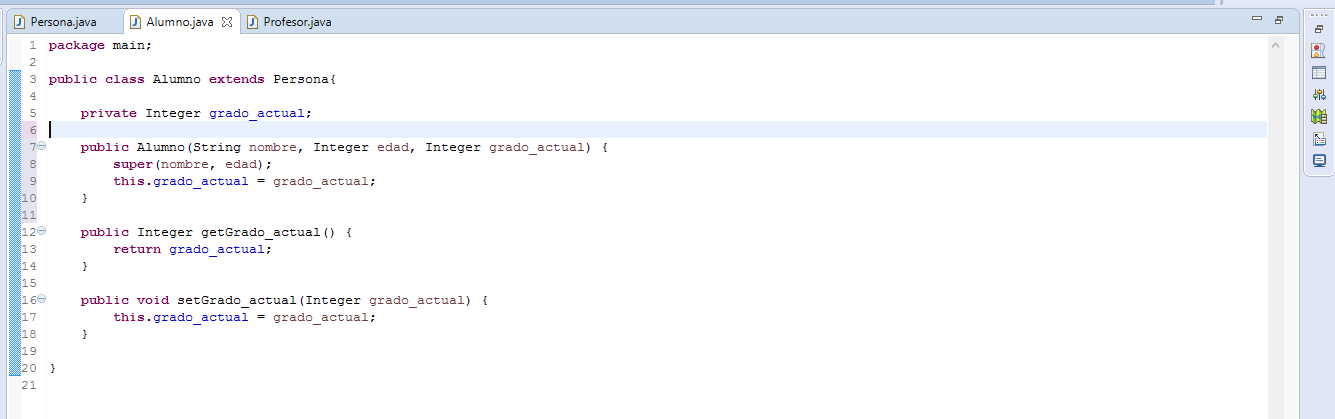 Persona.java Alumno.java Profesor.java
1 package main;
2
3 public class Alumno extends Persona{
4
5     private Integer grado_actual;
6
7     public Alumno(String nombre, Integer edad, Integer grado_actual) {
8         super(nombre, edad);
9         this.grado_actual = grado_actual;
10     }
11
12     public Integer getGrado_actual() {
13         return grado_actual;
14     }
15
16     public void setGrado_actual(Integer grado_actual) {
17         this.grado_actual = grado_actual;
18     }
19
20 }
21